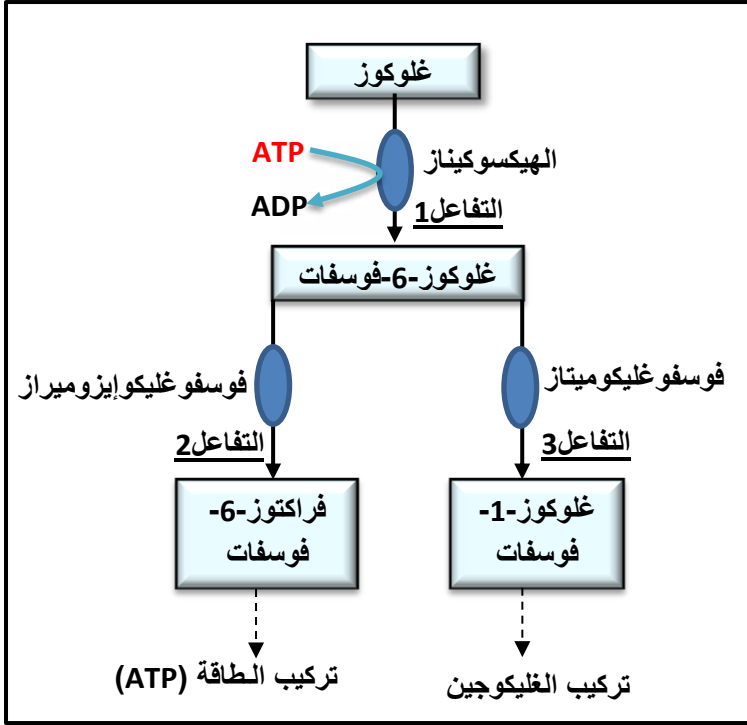 غلوكوز
ATP
الهيكسوكيناز
ADP
التفاعل1
غلوكوز-6-فوسفات
فوسفوغليكوميتاز
فوسفوغليكوإيزوميراز
التفاعل3
التفاعل2
غلوكوز-1-
فوسفات
فراكتوز-6-
فوسفات
تركيب الغليكوجين
تركيب الطاقة (ATP)